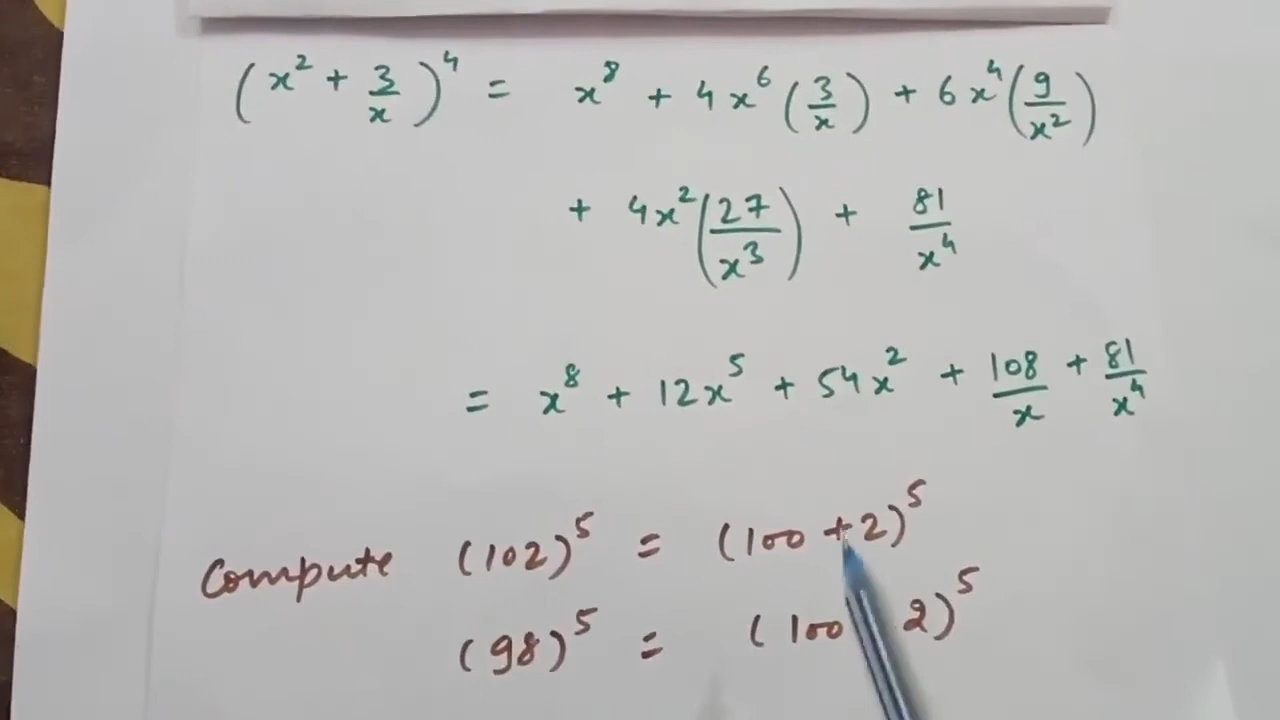 (x² + 3/x)⁴ = x⁸ + 4x⁶(3/x) + 6x⁴(9/x²)
+ 4x²(27/x³) + 81/x⁴
= x⁸ + 12x⁵ + 54x² + 108/x + 81/x⁴
Compute (102)⁵ = (100 + 2)⁵
(98)⁵ = (100 2)⁵